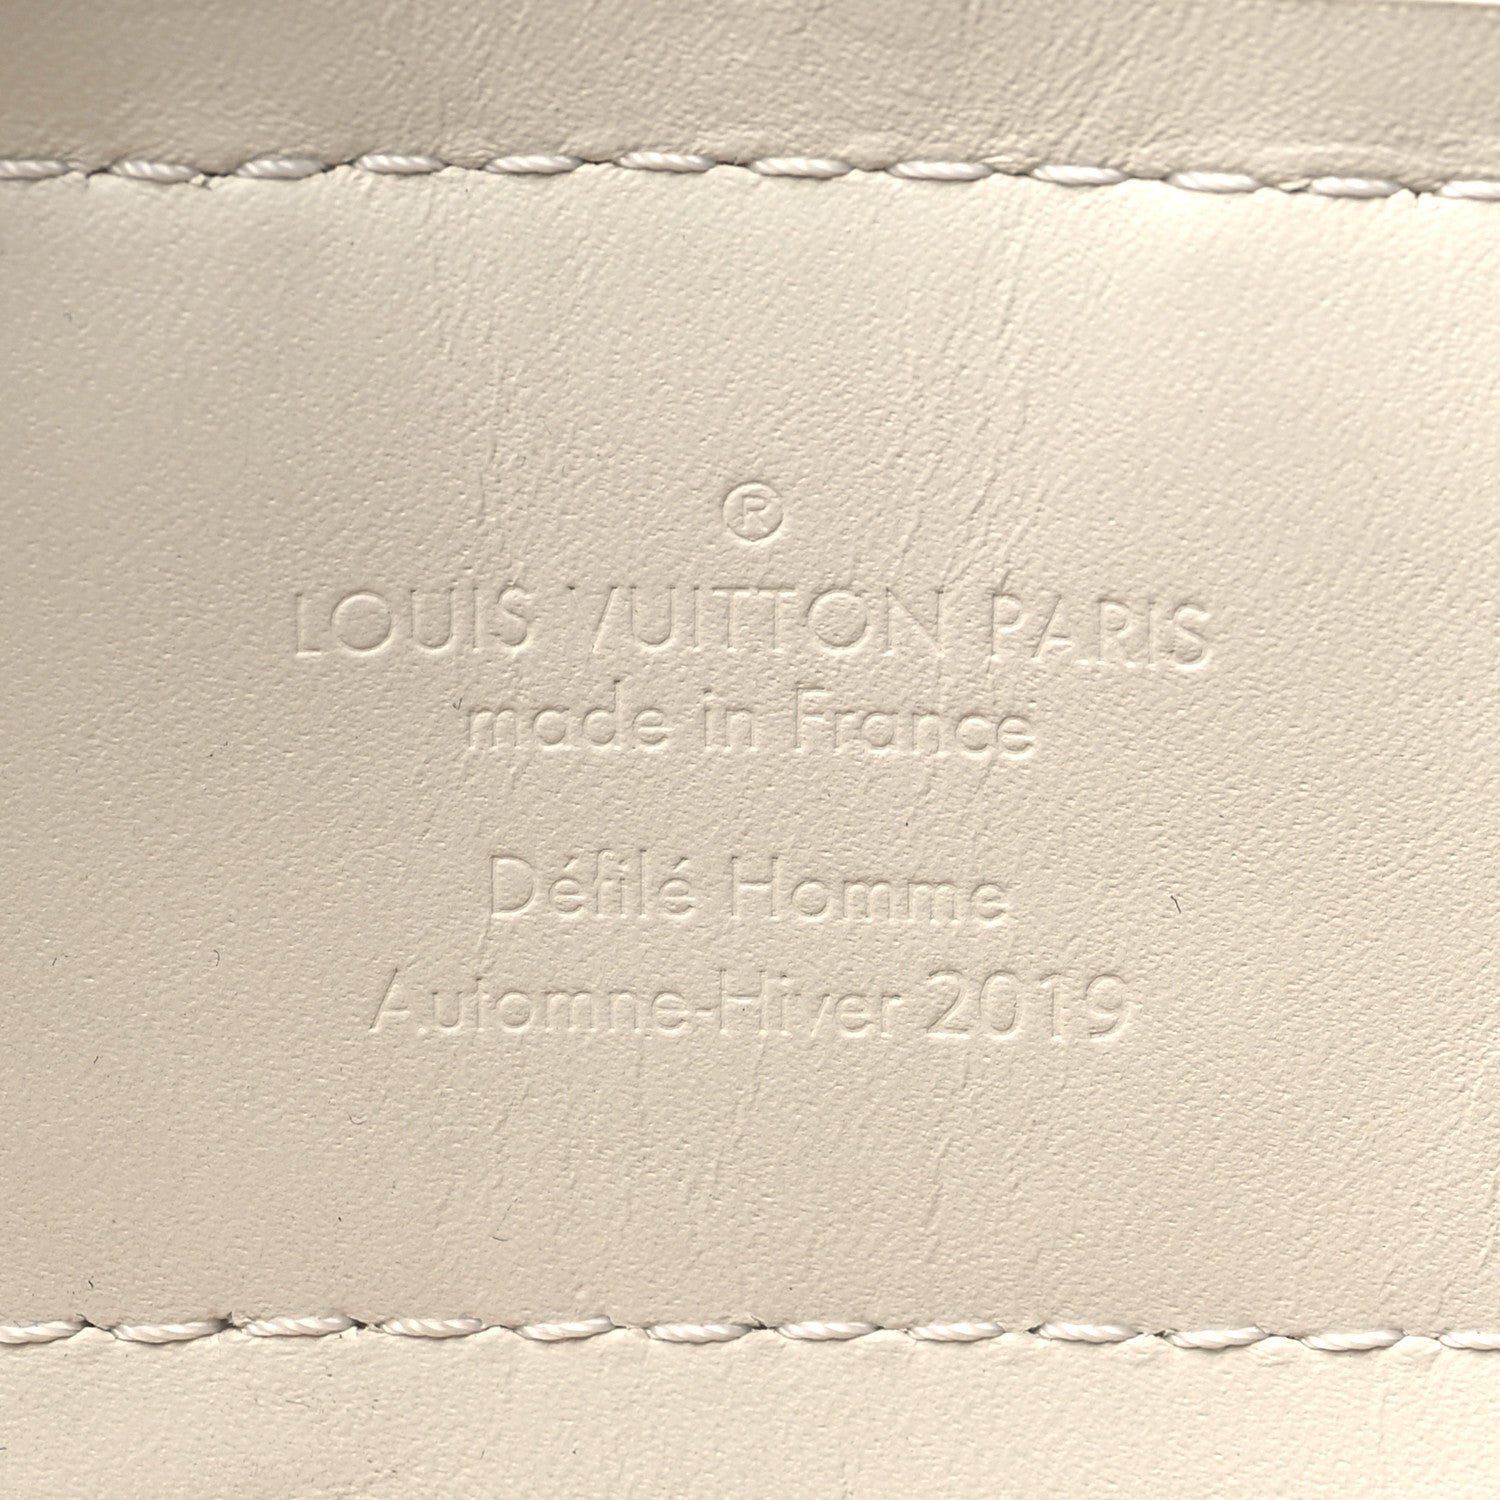 ®
LOUIS VUITTON PARIS
made in France
Défilé Homme
Automne-Hiver 2019